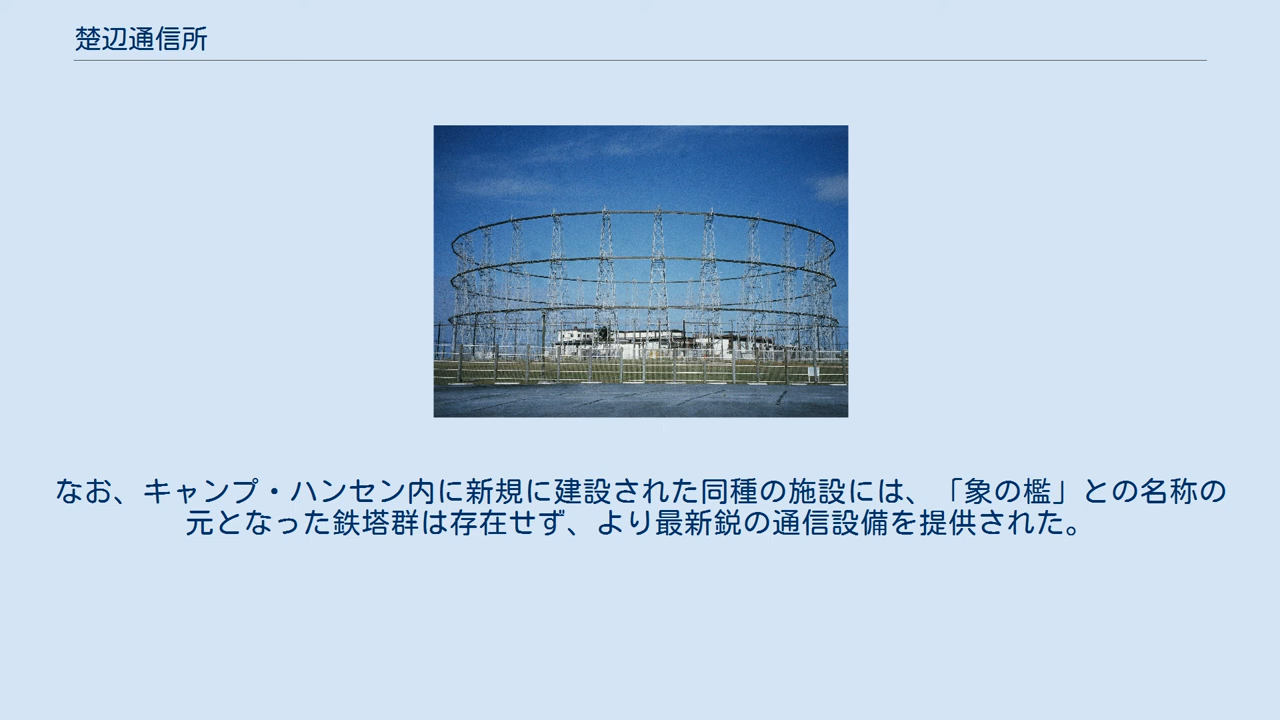 楚辺通信所
なお、キャンプ・ハンセン内に新規に建設された同種の施設には、「象の檻」との名称の
元となった鉄塔群は存在せず、より最新鋭の通信設備を提供された。